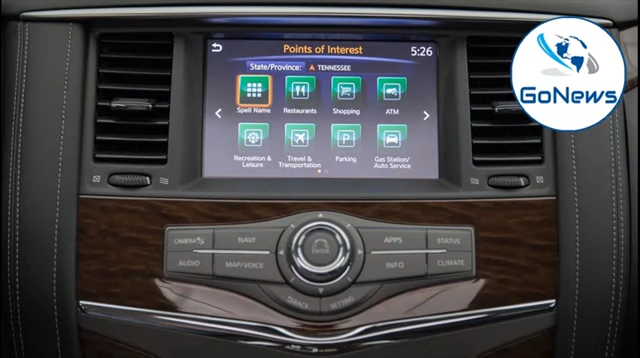 Points of Interest
5:26
State/Province: TENNESSEE
Spell Name
Restaurants
Shopping
ATM
Recreation &
Leisure
Travel &
Transportation
Parking
Gas Station/
Auto Service
GoNews
CAMERA
NAVI
APPS
STATUS
AUDIO
MAP/VOICE
INFO
CLIMATE
ENTER
BACK
SETTING